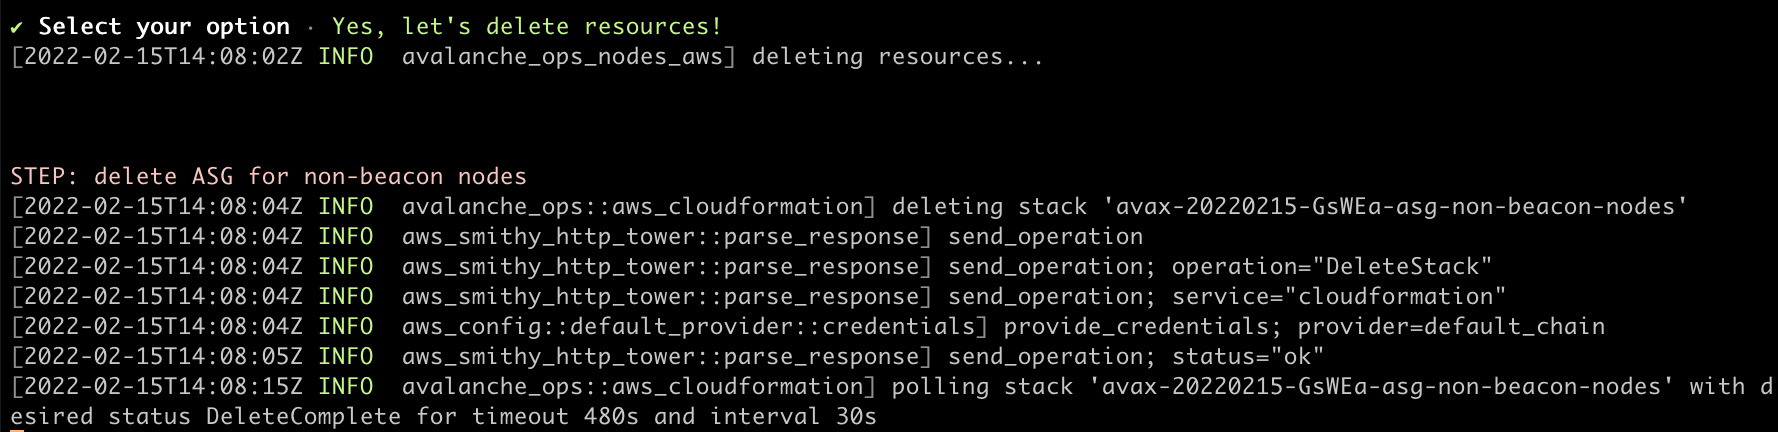 ✔ Select your option · Yes, let's delete resources!
[2022-02-15T14:08:02Z INFO  avalanche_ops_nodes_aws] deleting resources...
STEP: delete ASG for non-beacon nodes
[2022-02-15T14:08:04Z INFO  avalanche_ops::aws_cloudformation] deleting stack 'avax-20220215-GsWEa-asg-non-beacon-nodes'
[2022-02-15T14:08:04Z INFO  aws_smithy_http_tower::parse_response] send_operation
[2022-02-15T14:08:04Z INFO  aws_smithy_http_tower::parse_response] send_operation; operation="DeleteStack"
[2022-02-15T14:08:04Z INFO  aws_smithy_http_tower::parse_response] send_operation; service="cloudformation"
[2022-02-15T14:08:04Z INFO  aws_config::default_provider::credentials] provide_credentials; provider=default_chain
[2022-02-15T14:08:05Z INFO  aws_smithy_http_tower::parse_response] send_operation; status="ok"
[2022-02-15T14:08:15Z INFO  avalanche_ops::aws_cloudformation] polling stack 'avax-20220215-GsWEa-asg-non-beacon-nodes' with d
esired status DeleteComplete for timeout 480s and interval 30s